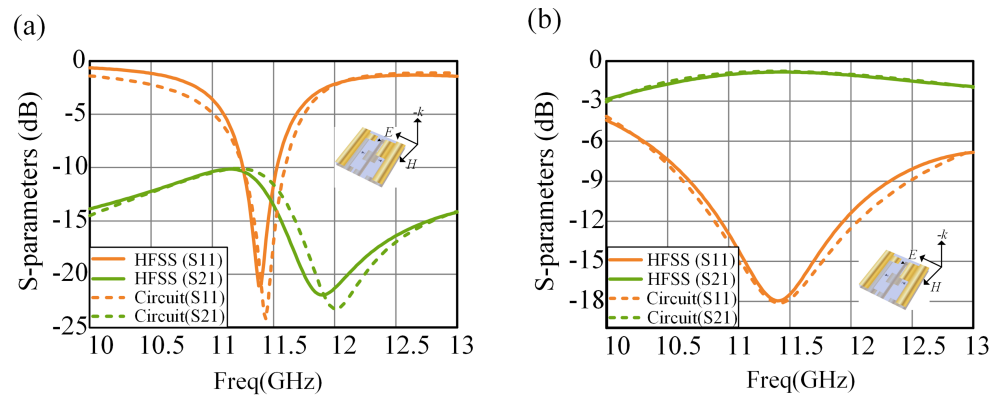 (a)
S-parameters (dB)
0
-5
-10
-15
-20
-25
-k
E
H
HFSS (S11)
HFSS (S21)
Circuit(S11)
Circuit(S21)
10 10.5 11 11.5 12 12.5 13
Freq(GHz)
(b)
S-parameters (dB)
0
-3
-6
-9
-12
-15
-18
-k
E
H
HFSS (S11)
HFSS (S21)
Circuit(S11)
Circuit(S21)
10 10.5 11 11.5 12 12.5 13
Freq(GHz)